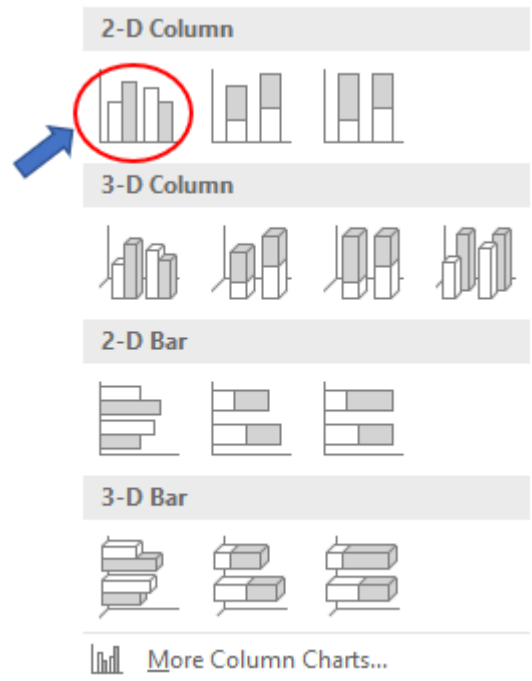 2-D Column
3-D Column
2-D Bar
3-D Bar
More Column Charts...